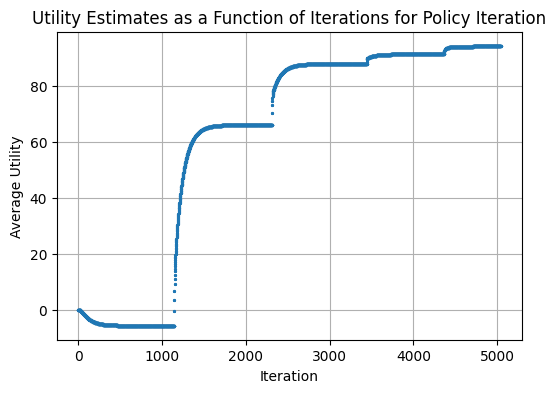 Utility Estimates as a Function of Iterations for Policy Iteration
80
60
40
20
0
Average Utility
0 1000 2000 3000 4000 5000
Iteration